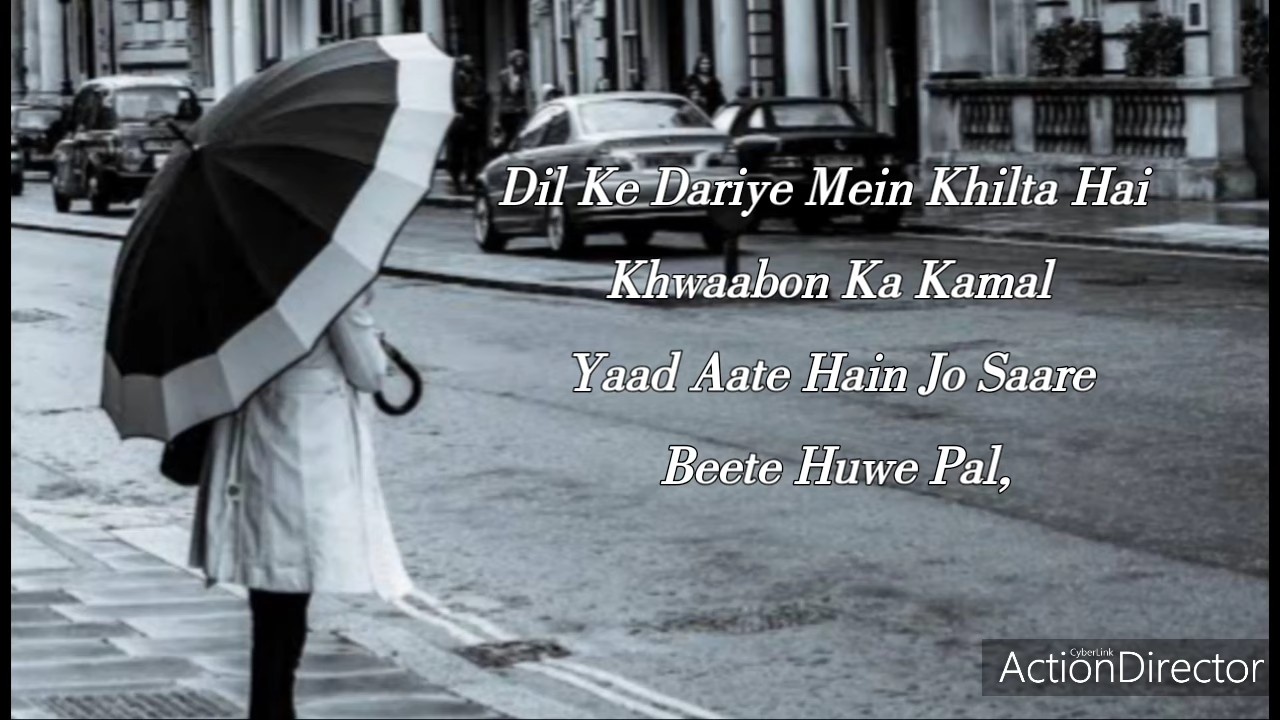 Dil Ke Dariye Mein Khilta Hai
Khwaabon Ka Kamal
Yaad Aate Hain Jo Saare
Beete Huwe Pal,
CyberLink
ActionDirector